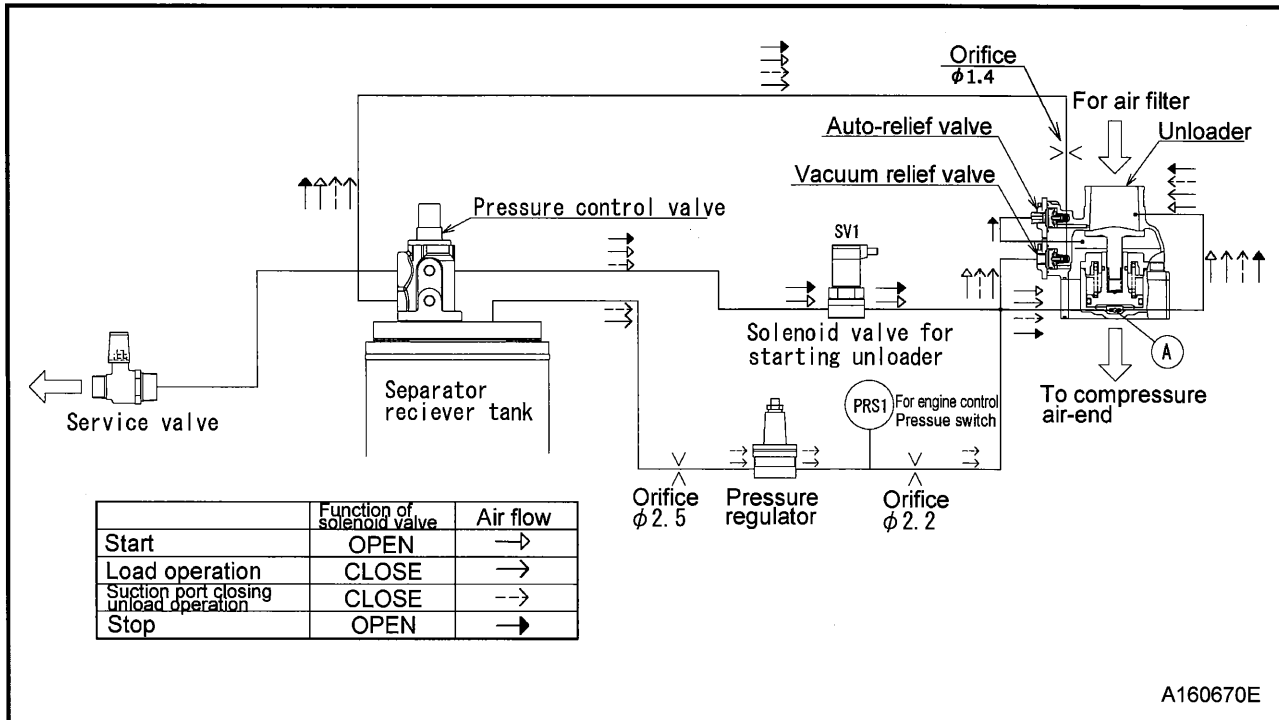 Orifice
φ1.4
For air filter
Auto-relief valve
Unloader
Vacuum relief valve
Pressure control valve
SV1
Solenoid valve for
starting unloader
A
To compressure
air-end
Separator
reciever tank
Service valve
PRS1
For engine control
Pressue switch
Orifice
φ2.5
Pressure
regulator
Orifice
φ2.2
Function of
solenoid valve
Air flow
Start
OPEN
Load operation
CLOSE
Suction port closing
unload operation
CLOSE
Stop
OPEN
A160670E